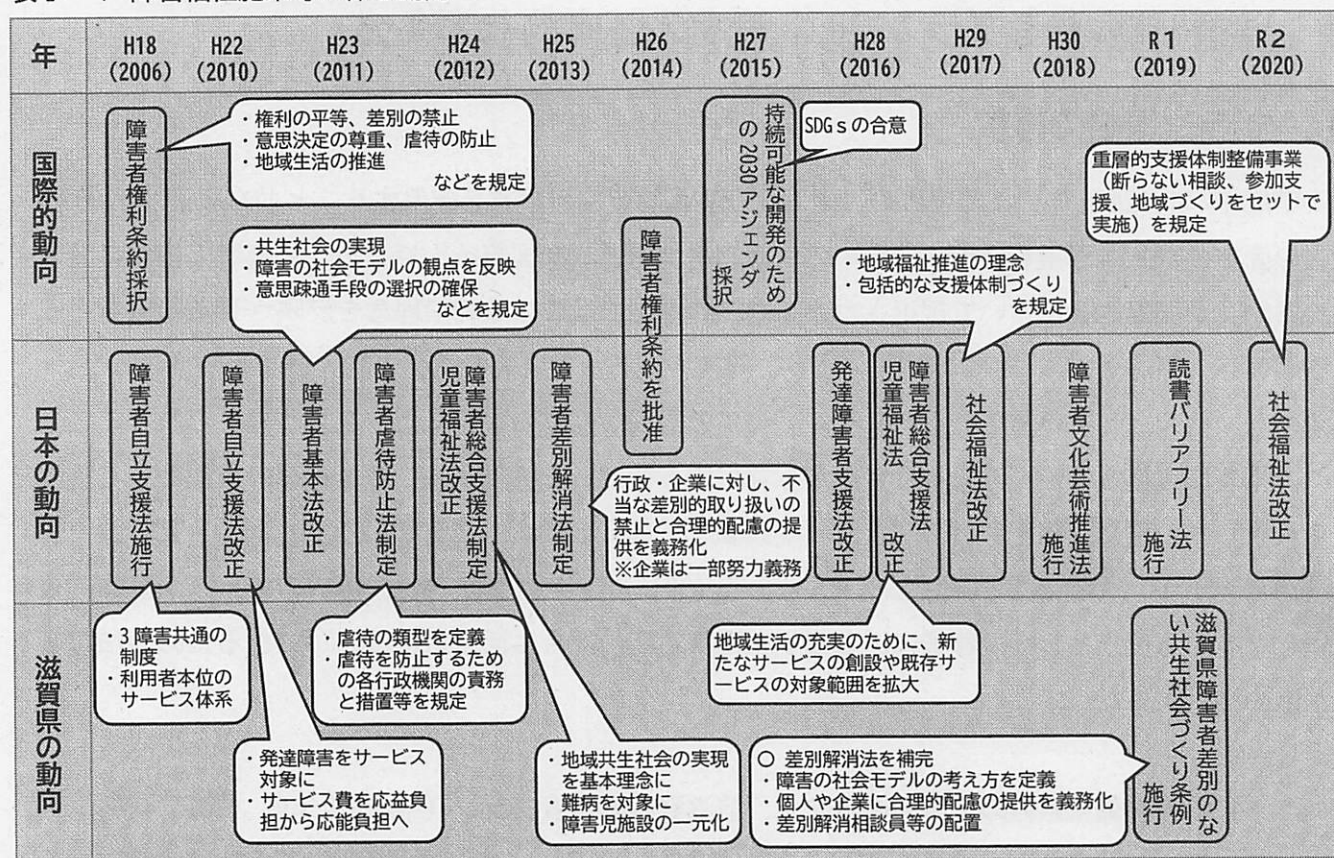 年
H18
(2006)
H22
(2010)
H23
(2011)
H24
(2012)
H25
(2013)
H26
(2014)
H27
(2015)
H28
(2016)
H29
(2017)
H30
(2018)
R1
(2019)
R2
(2020)
国際的動向
障害者権利条約採択
・権利の平等、差別の禁止
・意思決定の尊重、虐待の防止
・地域生活の推進
などを規定
障害者権利条約を批准
持続可能な開発のため
の2030アジェンダ
採択
SDGsの合意
日本の動向
障害者自立支援法施行
・3障害共通の
制度
・利用者本位の
サービス体系
障害者自立支援法改正
・発達障害をサービス
対象に
・サービス費を応益負
担から応能負担へ
障害者基本法改正
・共生社会の実現
・障害の社会モデルの観点を反映
・意思疎通手段の選択の確保
などを規定
障害者虐待防止法制定
・虐待の類型を定義
・虐待を防止するため
の各行政機関の責務
と措置等を規定
障害者総合支援法制定
児童福祉法改正
・地域共生社会の実現
を基本理念に
・難病を対象に
・障害児施設の一元化
障害者差別解消法制定
行政・企業に対し、不
当な差別的取り扱いの
禁止と合理的配慮の提
供を義務化
※企業は一部努力義務
発達障害者支援法改正
障害者総合支援法
児童福祉法 改正
地域生活の充実のために、新
たなサービスの創設や既存サ
ービスの対象範囲を拡大
社会福祉法改正
・地域福祉推進の理念
・包括的な支援体制づくり
を規定
障害者文化芸術推進法
施行
読書バリアフリー法
施行
社会福祉法改正
重層的支援体制整備事業
(断らない相談、参加支
援、地域づくりをセットで
実施)を規定
滋賀県の動向
滋賀県障害者差別のな
い共生社会づくり条例
施行
○ 差別解消法を補完
・障害の社会モデルの考え方を定義
・個人や企業に合理的配慮の提供を義務化
・差別解消相談員等の配置